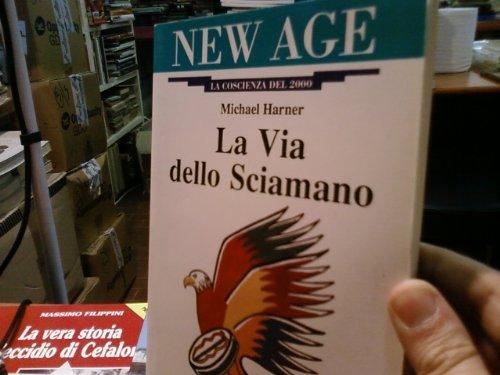 NEW AGE
LA COSCIENZA DEL 2000
Michael Harner
La Via
dello Sciamano
MASSIMO FILIPPINI
La vera storia
eccidio di